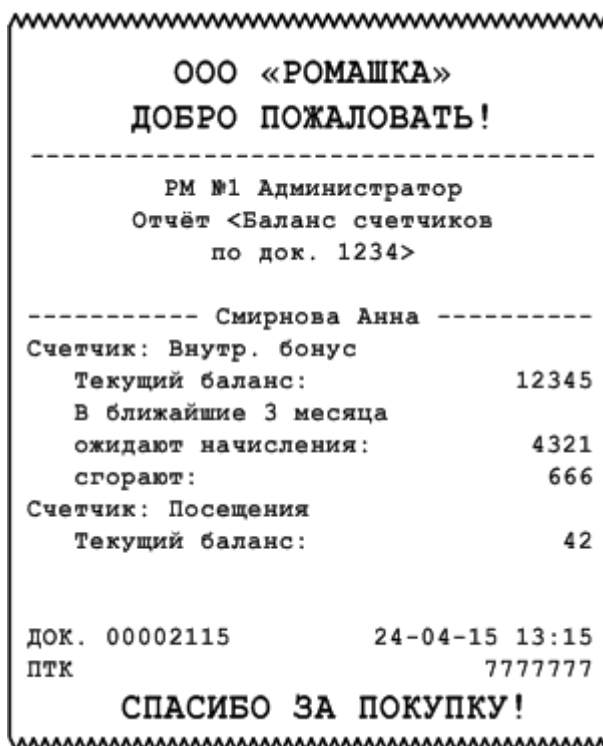 ООО «РОМАШКА»
ДОБРО ПОЖАЛОВАТЬ!
------------------------------------
РМ №1 Администратор
Отчёт <Баланс счетчиков
по док. 1234>
----------- Смирнова Анна ----------
Счетчик: Внутр. бонус
Текущий баланс: 12345
В ближайшие 3 месяца
ожидают начисления: 4321
сгорают: 666
Счетчик: Посещения
Текущий баланс: 42
ДОК. 00002115 24-04-15 13:15
ПТК 7777777
СПАСИБО ЗА ПОКУПКУ!